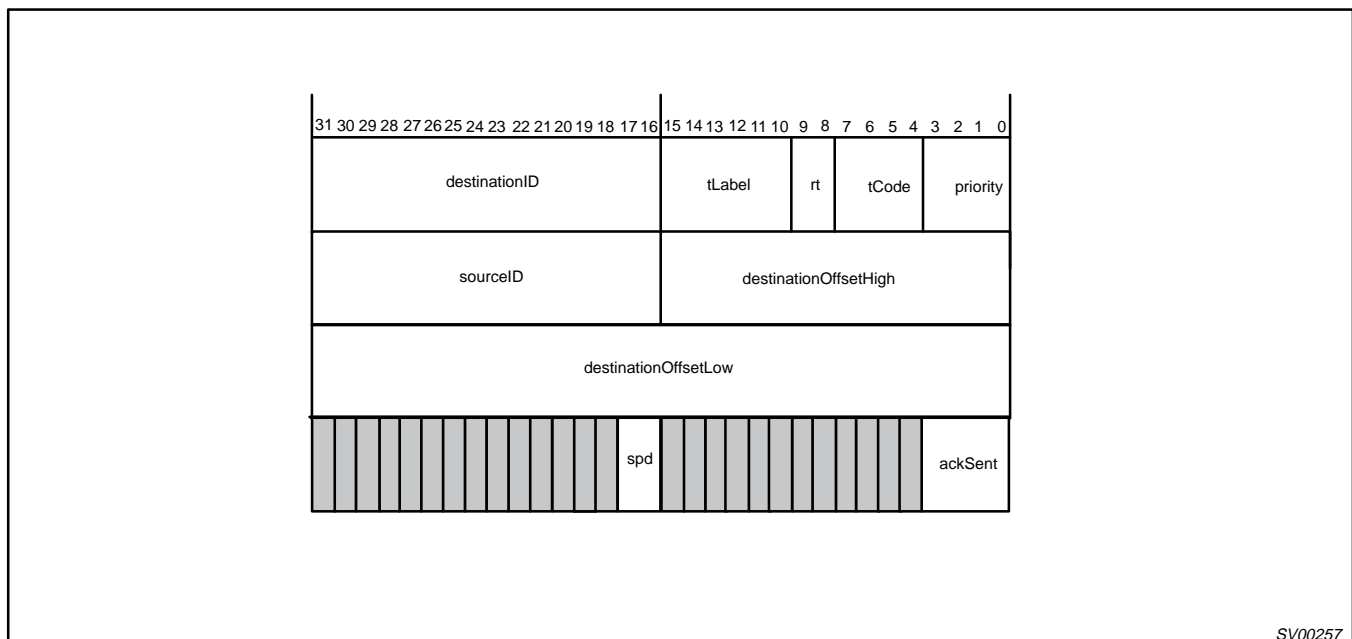 31 30 29 28 27 26 25 24 23 22 21 20 19 18 17 16 15 14 13 12 11 10 9 8 7 6 5 4 3 2 1 0
destinationID tLabel rt tCode priority
sourceID destinationOffsetHigh
destinationOffsetLow
spd ackSent
SV00257